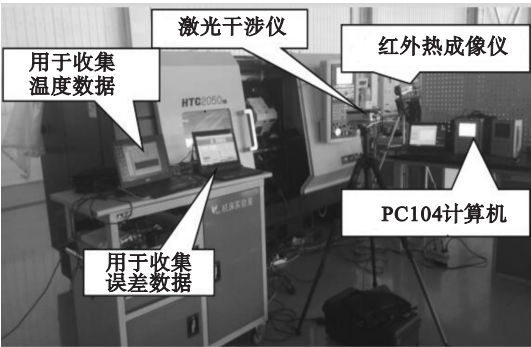 激光干涉仪
红外热成像仪
用于收集
温度数据
HTC2050
PC104计算机
用于收集
误差数据